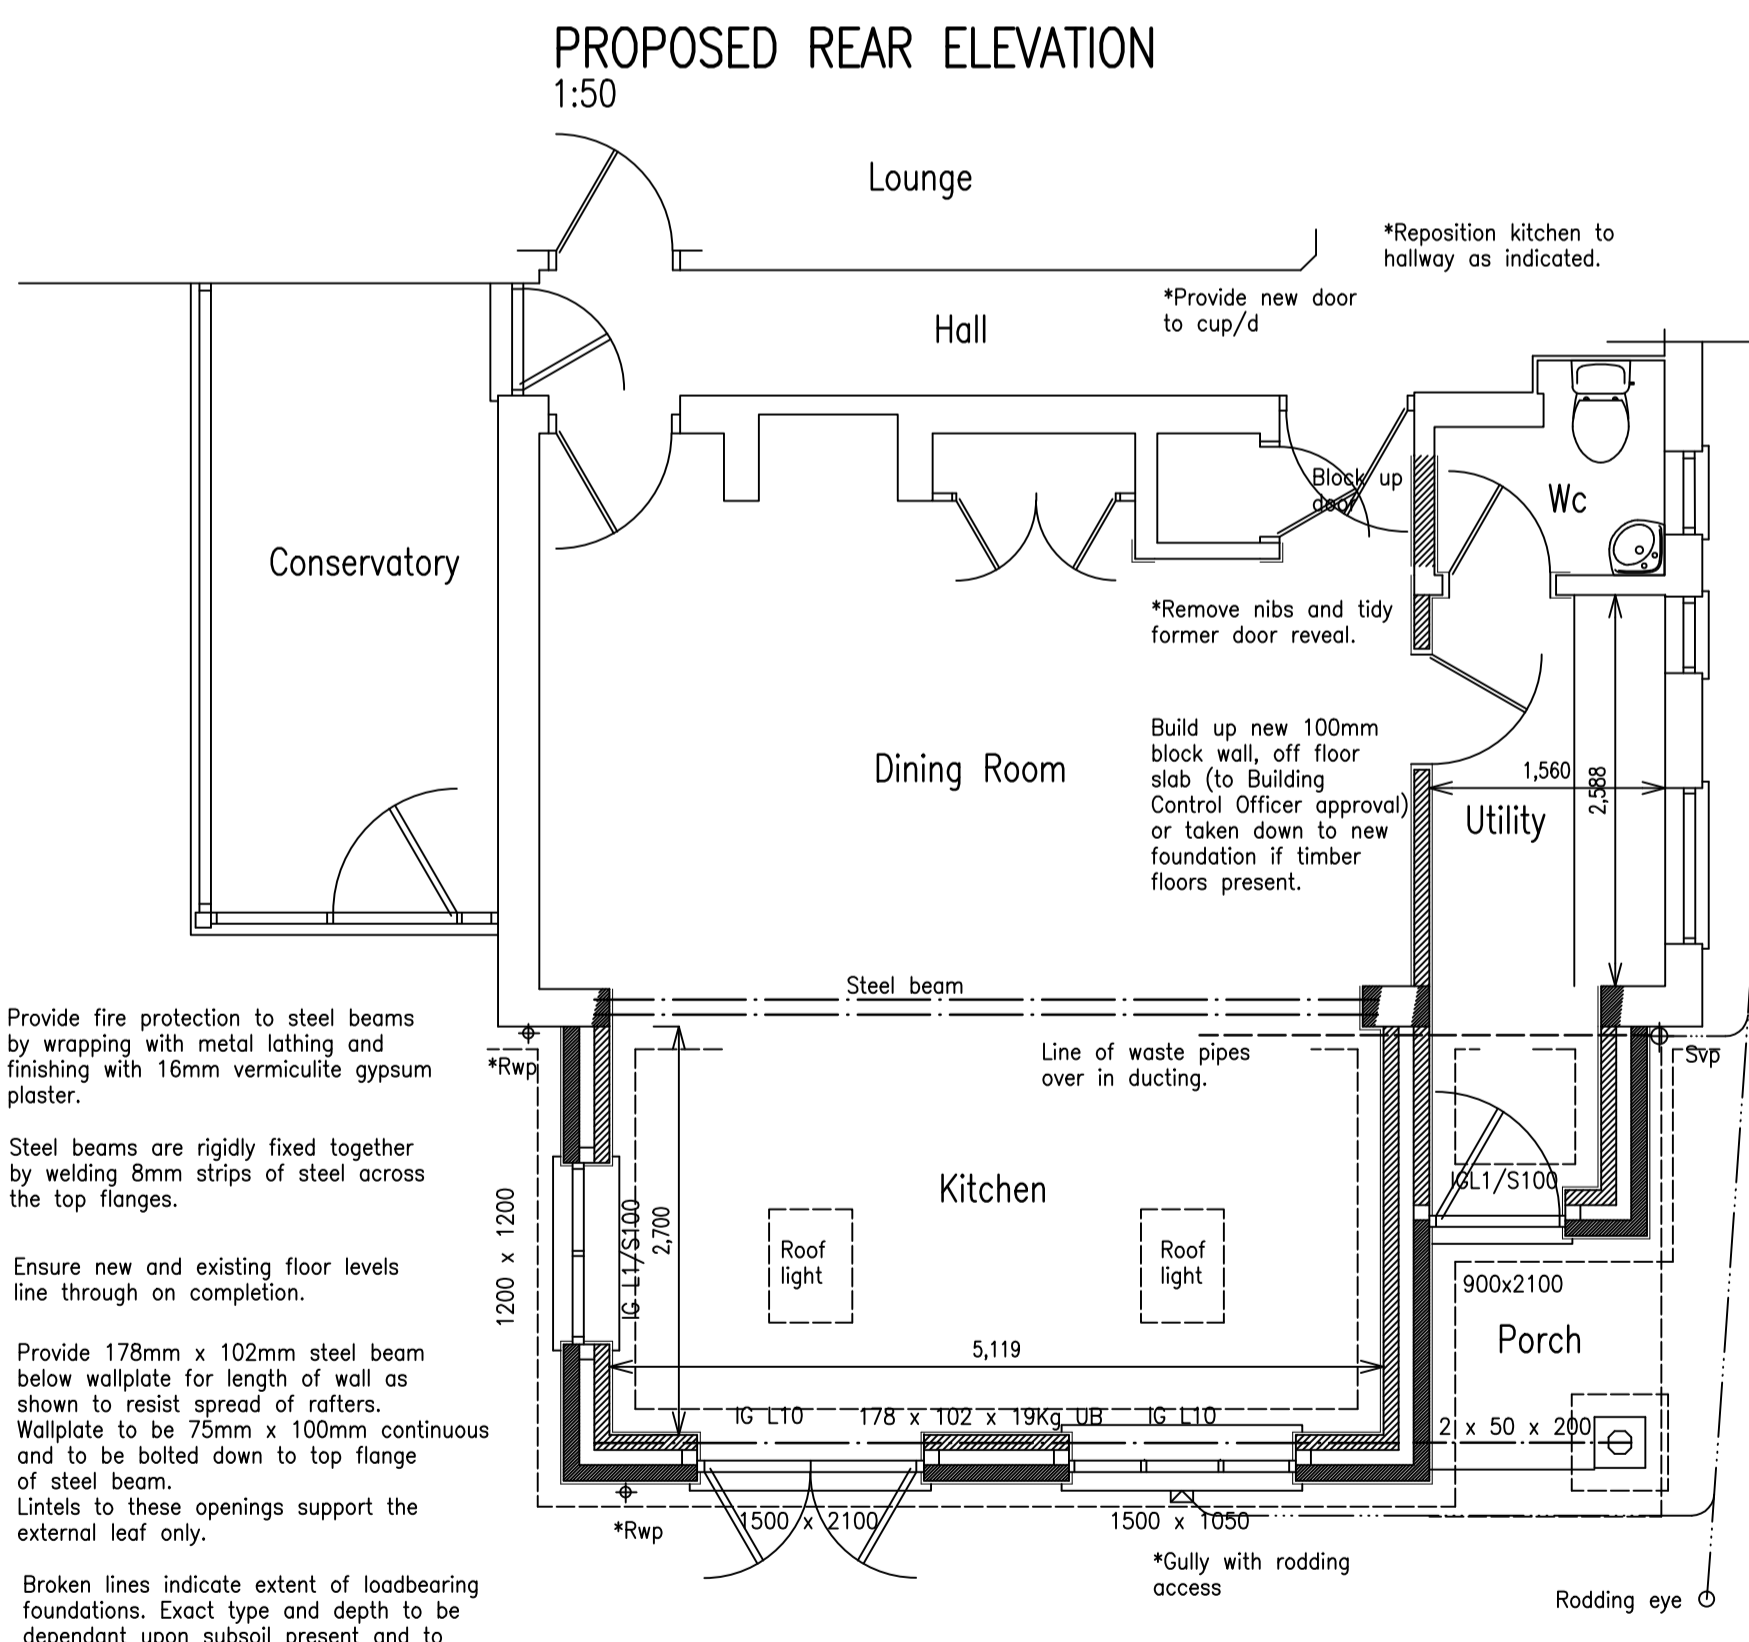 PROPOSED REAR ELEVATION
1:50
Lounge
*Reposition kitchen to
hallway as indicated.
*Provide new door
to cup/d
Hall
Block up
door
Wc
Conservatory
*Remove nibs and tidy
former door reveal.
Build up new 100mm
block wall, off floor
slab (to Building
Control Officer approval)
or taken down to new
foundation if timber
floors present.
Dining Room
1,560
2,588
Utility
Steel beam
Provide fire protection to steel beams
by wrapping with metal lathing and
finishing with 16mm vermiculite gypsum
plaster.
*Rwp
Line of waste pipes
over in ducting.
Svp
Steel beams are rigidly fixed together
by welding 8mm strips of steel across
the top flanges.
Kitchen
IGL1/S100
1200 x 1200
IG L1/S100
2,700
Roof
light
Roof
light
Ensure new and existing floor levels
line through on completion.
900x2100
Porch
5,119
Provide 178mm x 102mm steel beam
below wallplate for length of wall as
shown to resist spread of rafters.
Wallplate to be 75mm x 100mm continuous
and to be bolted down to top flange
of steel beam.
Lintels to these openings support the
external leaf only.
IG L10
178 x 102 x 19Kg UB
IG L10
2 x 50 x 200
*Rwp
1500 x 2100
1500 x 1050
*Gully with rodding
access
Rodding eye
Broken lines indicate extent of loadbearing
foundations. Exact type and depth to be
dependant upon subsoil present and to